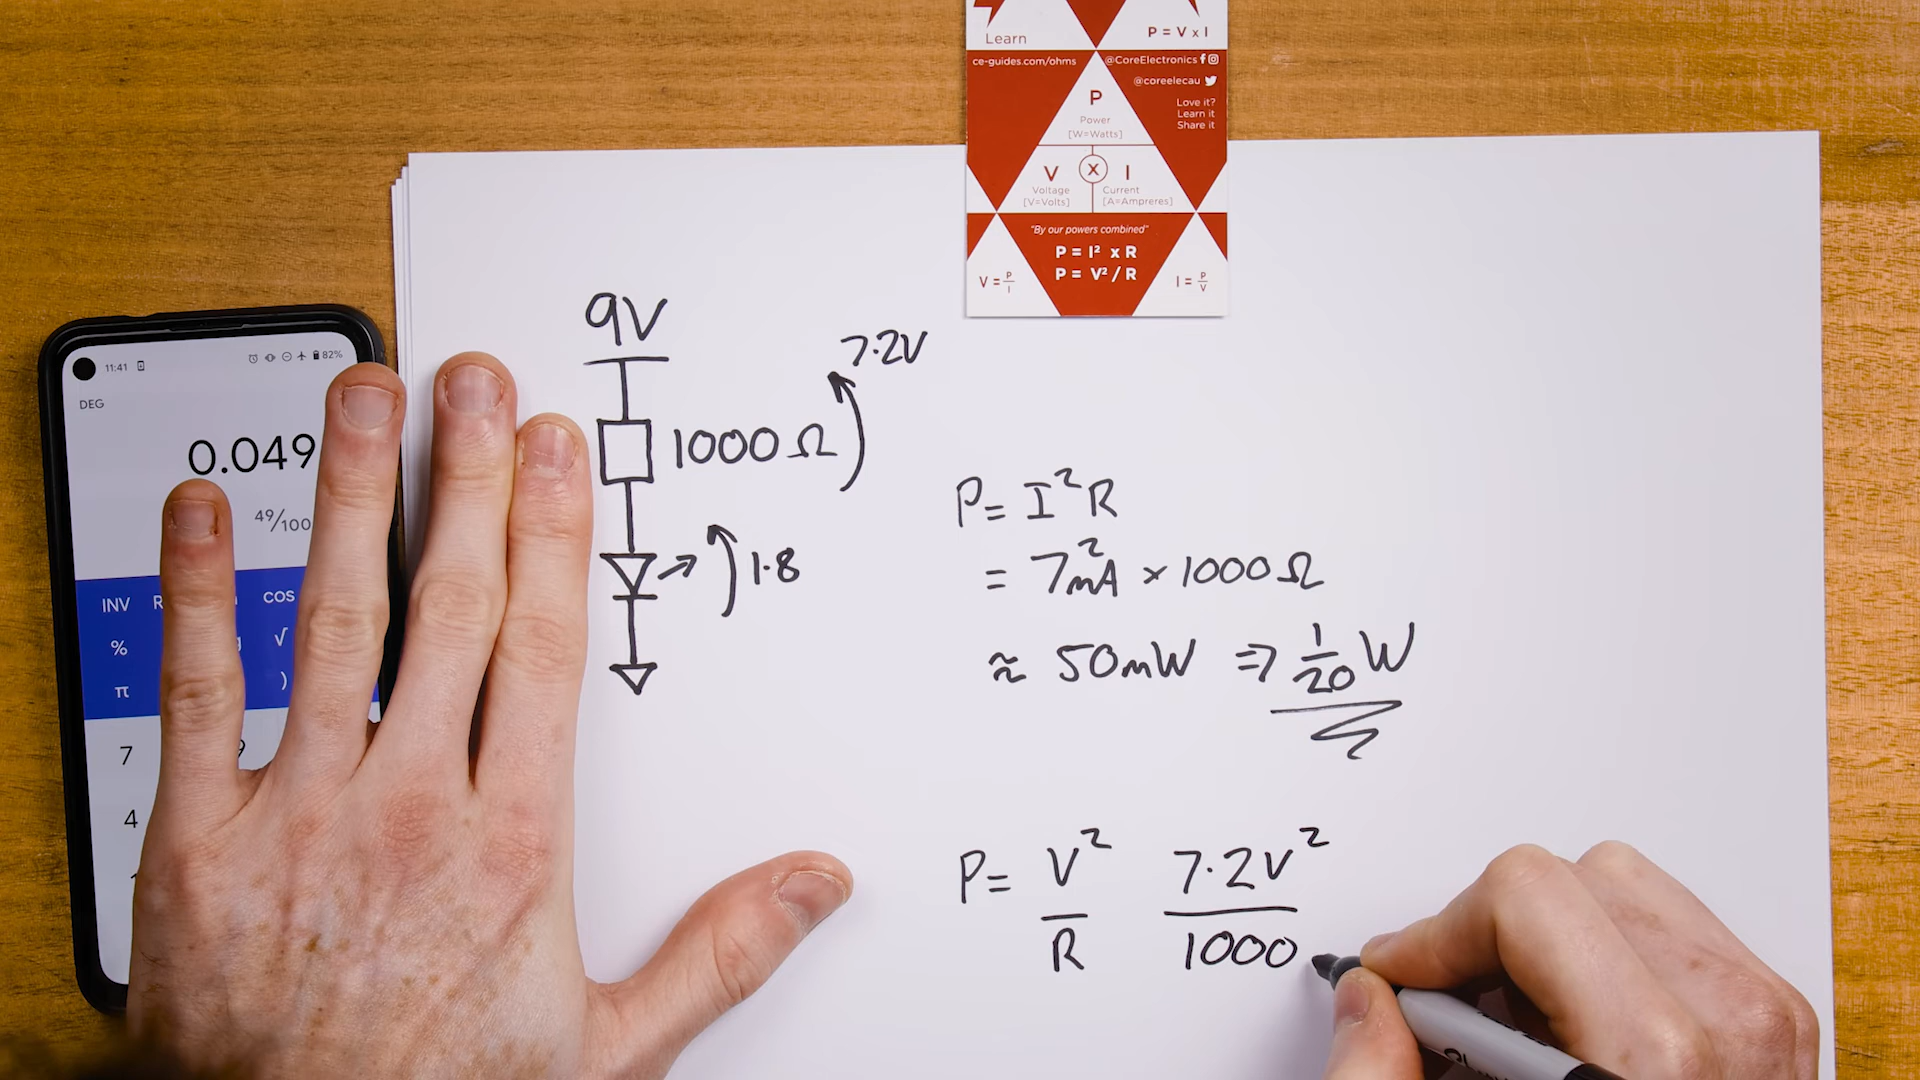 Learn
P = V x I
ce-guides.com/ohms
@CoreElectronics
@coreelecau
Love it?
Learn it
Share it
P
Power
[W=Watts]
V X I
Voltage
[V=Volts]
Current
[A=Ampreres]
"By our powers combined"
P = I² x R
P = V² / R
V = P/I
I = P/V
11:41
82%
DEG
0.049
49/100
INV
COS
%
√
π
)
7
9
4
9V
7.2V
1000Ω
1.8
P = I²R
= 7mA² × 1000Ω
≈ 50mW ⇒ 1/20 W
P = V²/R 7.2V²/1000